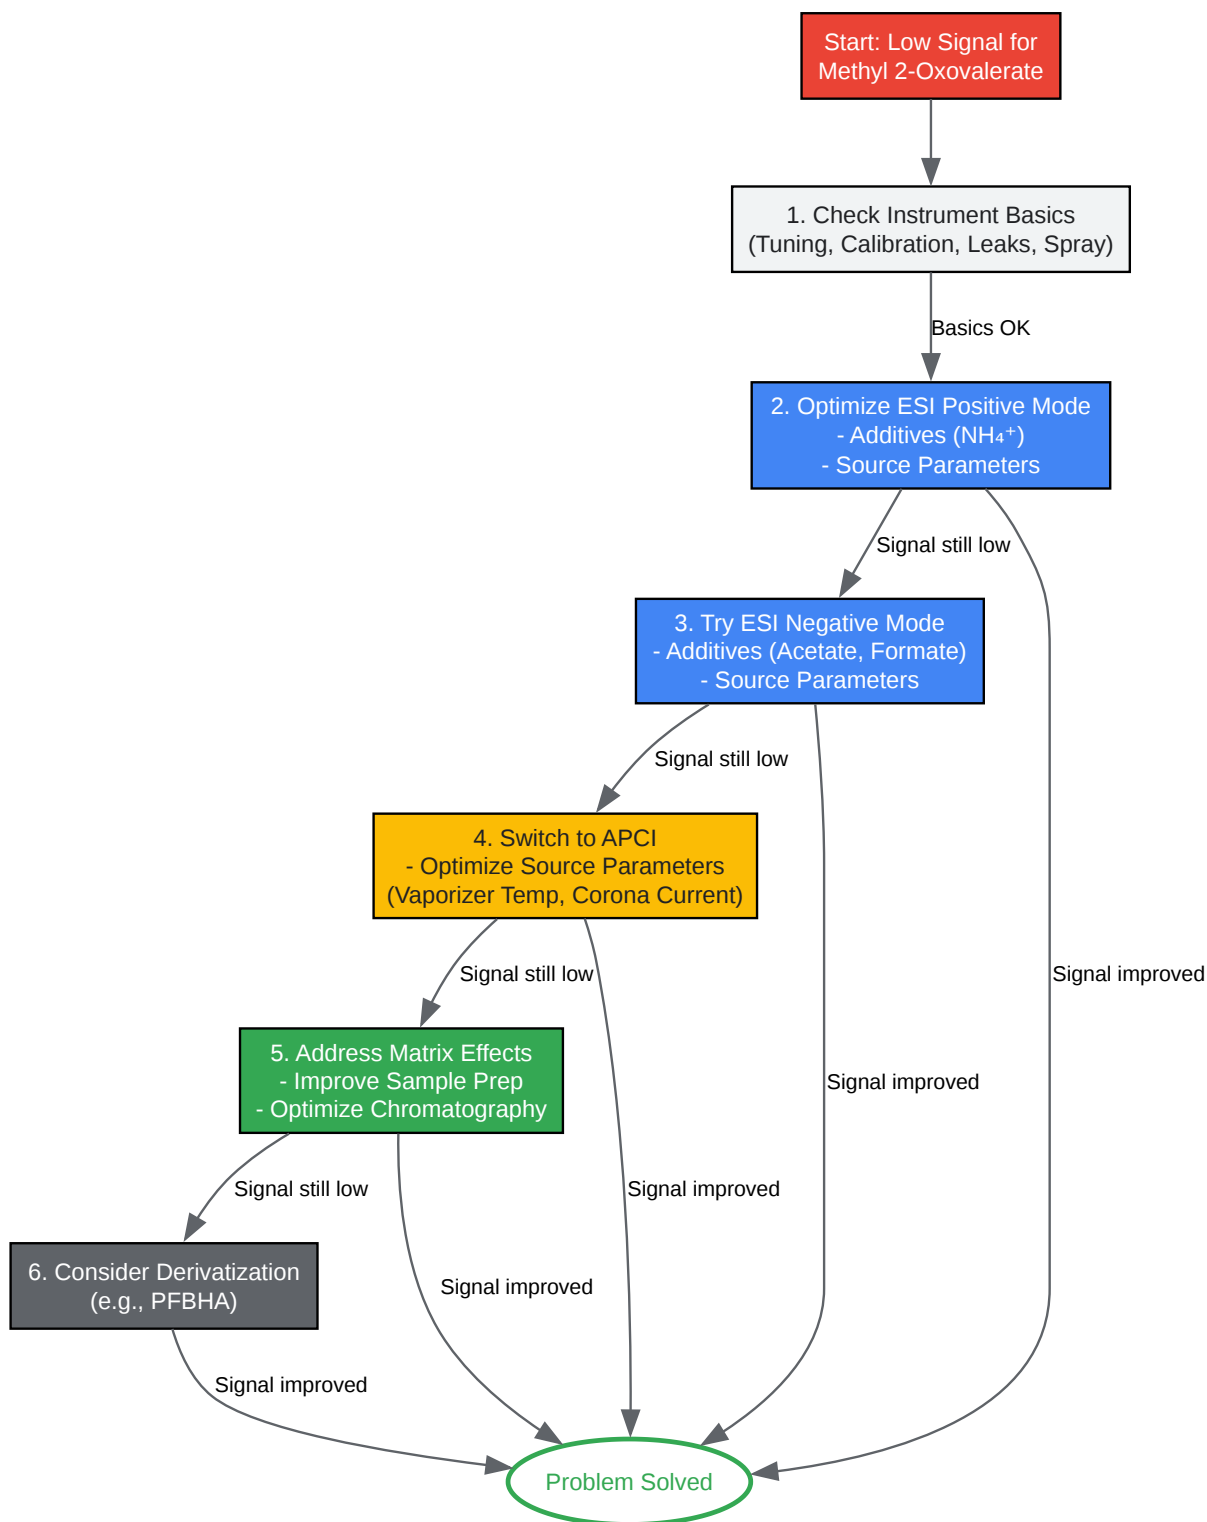 Start: Low Signal for
Methyl 2-Oxovalerate
1. Check Instrument Basics
(Tuning, Calibration, Leaks, Spray)
Basics OK
2. Optimize ESI Positive Mode
- Additives (NH₄⁺)
- Source Parameters
Signal still low
3. Try ESI Negative Mode
- Additives (Acetate, Formate)
- Source Parameters
Signal still low
4. Switch to APCI
- Optimize Source Parameters
(Vaporizer Temp, Corona Current)
Signal still low
Signal improved
5. Address Matrix Effects
- Improve Sample Prep
- Optimize Chromatography
Signal improved
Signal still low
Signal improved
6. Consider Derivatization
(e.g., PFBHA)
Signal improved
Signal improved
Problem Solved